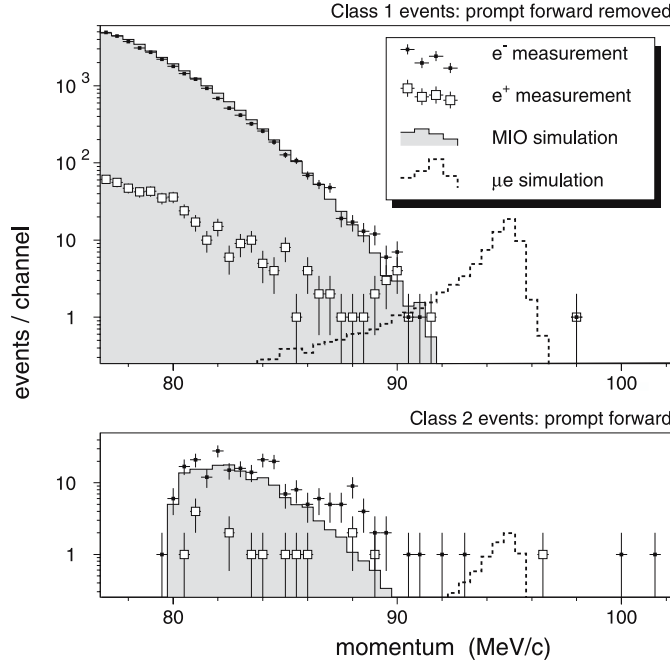 Class 1 events: prompt forward removed
e⁻ measurement
e⁺ measurement
MIO simulation
μe simulation
10³
10²
10
1
80 90 100
events / channel
Class 2 events: prompt forward
10
1
80 90 100
momentum (MeV/c)